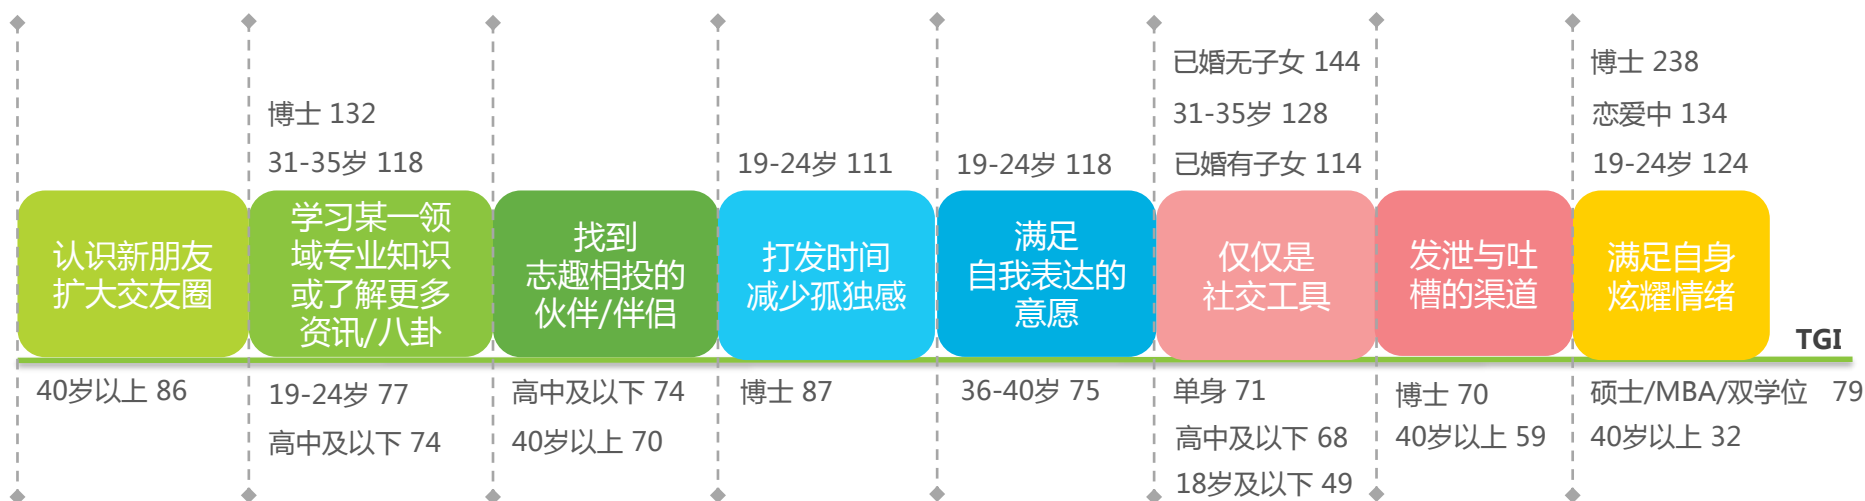 已婚无子女 144
博士 238
博士 132
31-35岁 128
恋爱中 134
31-35岁 118
19-24岁 111
19-24岁 118
已婚有子女 114
19-24岁 124
认识新朋友
扩大交友圈
学习某一领
域专业知识
或了解更多
资讯/八卦
找到
志趣相投的
伙伴/伴侣
打发时间
减少孤独感
满足
自我表达的
意愿
仅仅是
社交工具
发泄与吐
槽的渠道
满足自身
炫耀情绪
TGI
40岁以上 86
19-24岁 77
高中及以下 74
高中及以下 74
40岁以上 70
博士 87
36-40岁 75
单身 71
高中及以下 68
18岁及以下 49
博士 70
40岁以上 59
硕士/MBA/双学位 79
40岁以上 32